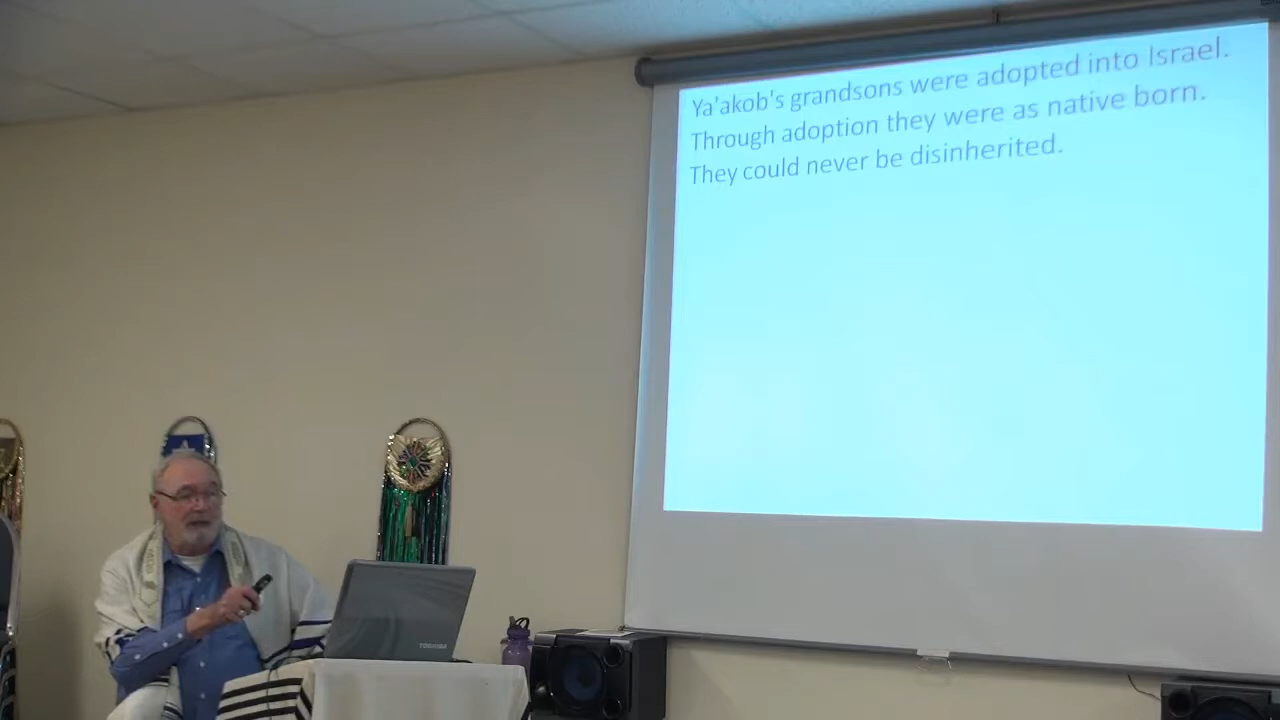 Ya'akob's grandsons were adopted into Israel.
Through adoption they were as native born.
They could never be disinherited.
TOSHIBA